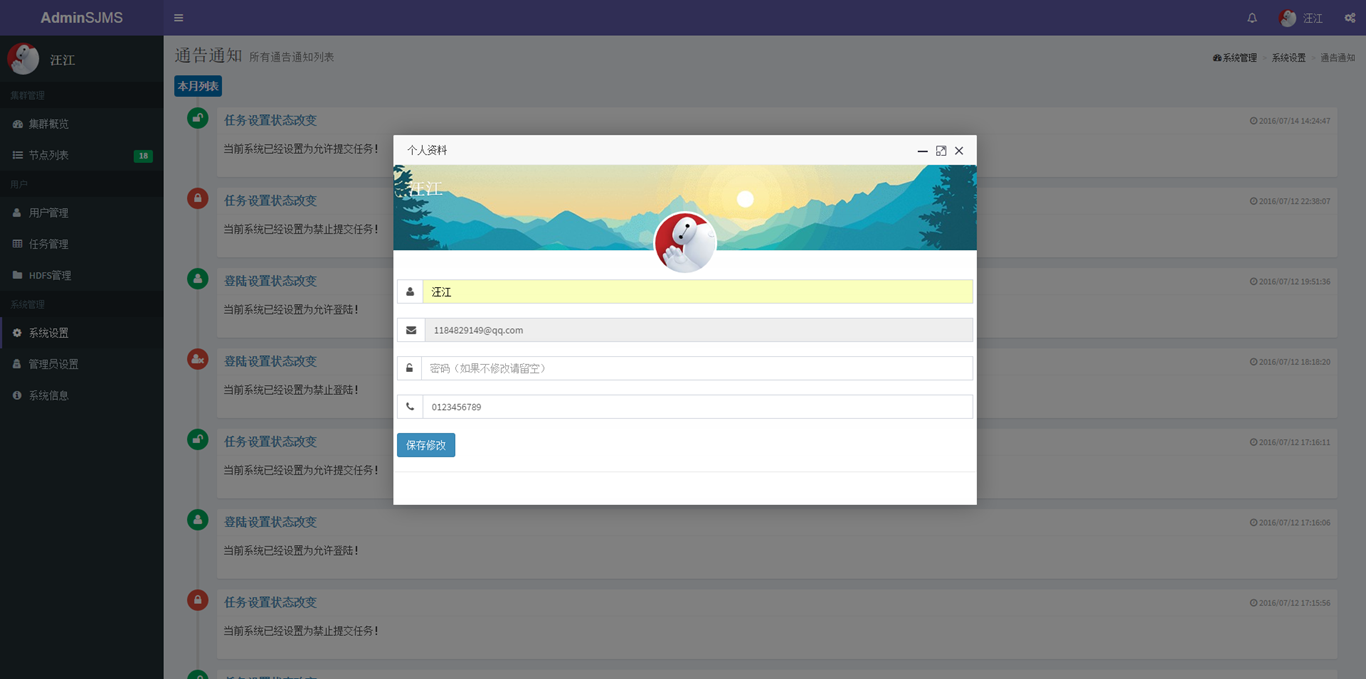 AdminSJMS
汪江
汪江
通告通知 所有通告通知列表
系统管理 > 系统设置 > 通告通知
本月列表
集群管理
集群概览
节点列表 18
用户
用户管理
任务管理
HDFS管理
系统管理
系统设置
管理员设置
系统信息
任务设置状态改变 2016/07/14 14:24:47
当前系统已经设置为允许提交任务!
任务设置状态改变 2016/07/12 22:38:07
当前系统已经设置为禁止提交任务!
登陆设置状态改变 2016/07/12 19:51:36
当前系统已经设置为允许登陆!
登陆设置状态改变 2016/07/12 18:18:20
当前系统已经设置为禁止登陆!
任务设置状态改变 2016/07/12 17:16:11
当前系统已经设置为允许提交任务!
登陆设置状态改变 2016/07/12 17:16:06
当前系统已经设置为允许登陆!
任务设置状态改变 2016/07/12 17:15:56
当前系统已经设置为禁止提交任务!
个人资料
汪江
汪江
1184829149@qq.com
密码（如果不修改请留空）
0123456789
保存修改